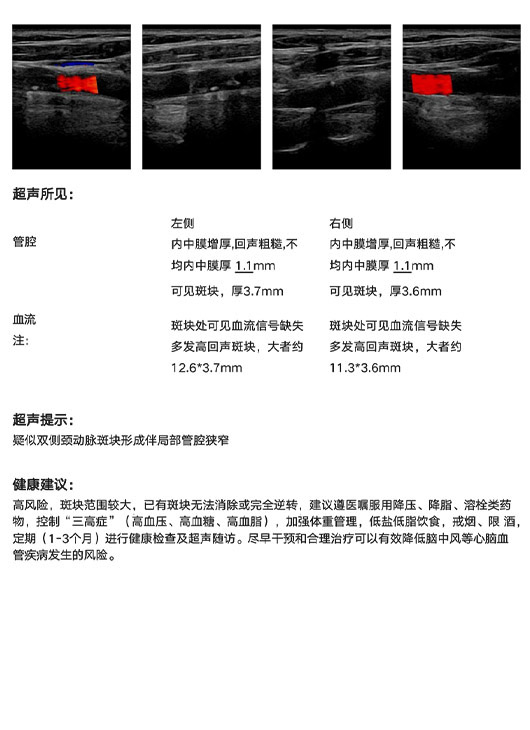 超声所见：
左侧 右侧
管腔 内中膜增厚,回声粗糙,不 内中膜增厚,回声粗糙,不
均内中膜厚 1.1mm 均内中膜厚 1.1mm
可见斑块，厚3.7mm 可见斑块，厚3.6mm
血流 斑块处可见血流信号缺失 斑块处可见血流信号缺失
注： 多发高回声斑块，大者约 多发高回声斑块，大者约
12.6*3.7mm 11.3*3.6mm
超声提示：
疑似双侧颈动脉斑块形成伴局部管腔狭窄
健康建议：
高风险，斑块范围较大，已有斑块无法消除或完全逆转，建议遵医嘱服用降压、降脂、溶栓类药
物，控制“三高症”（高血压、高血糖、高血脂），加强体重管理，低盐低脂饮食，戒烟、限 酒，
定期（1-3个月）进行健康检查及超声随访。尽早干预和合理治疗可以有效降低脑中风等心脑血
管疾病发生的风险。